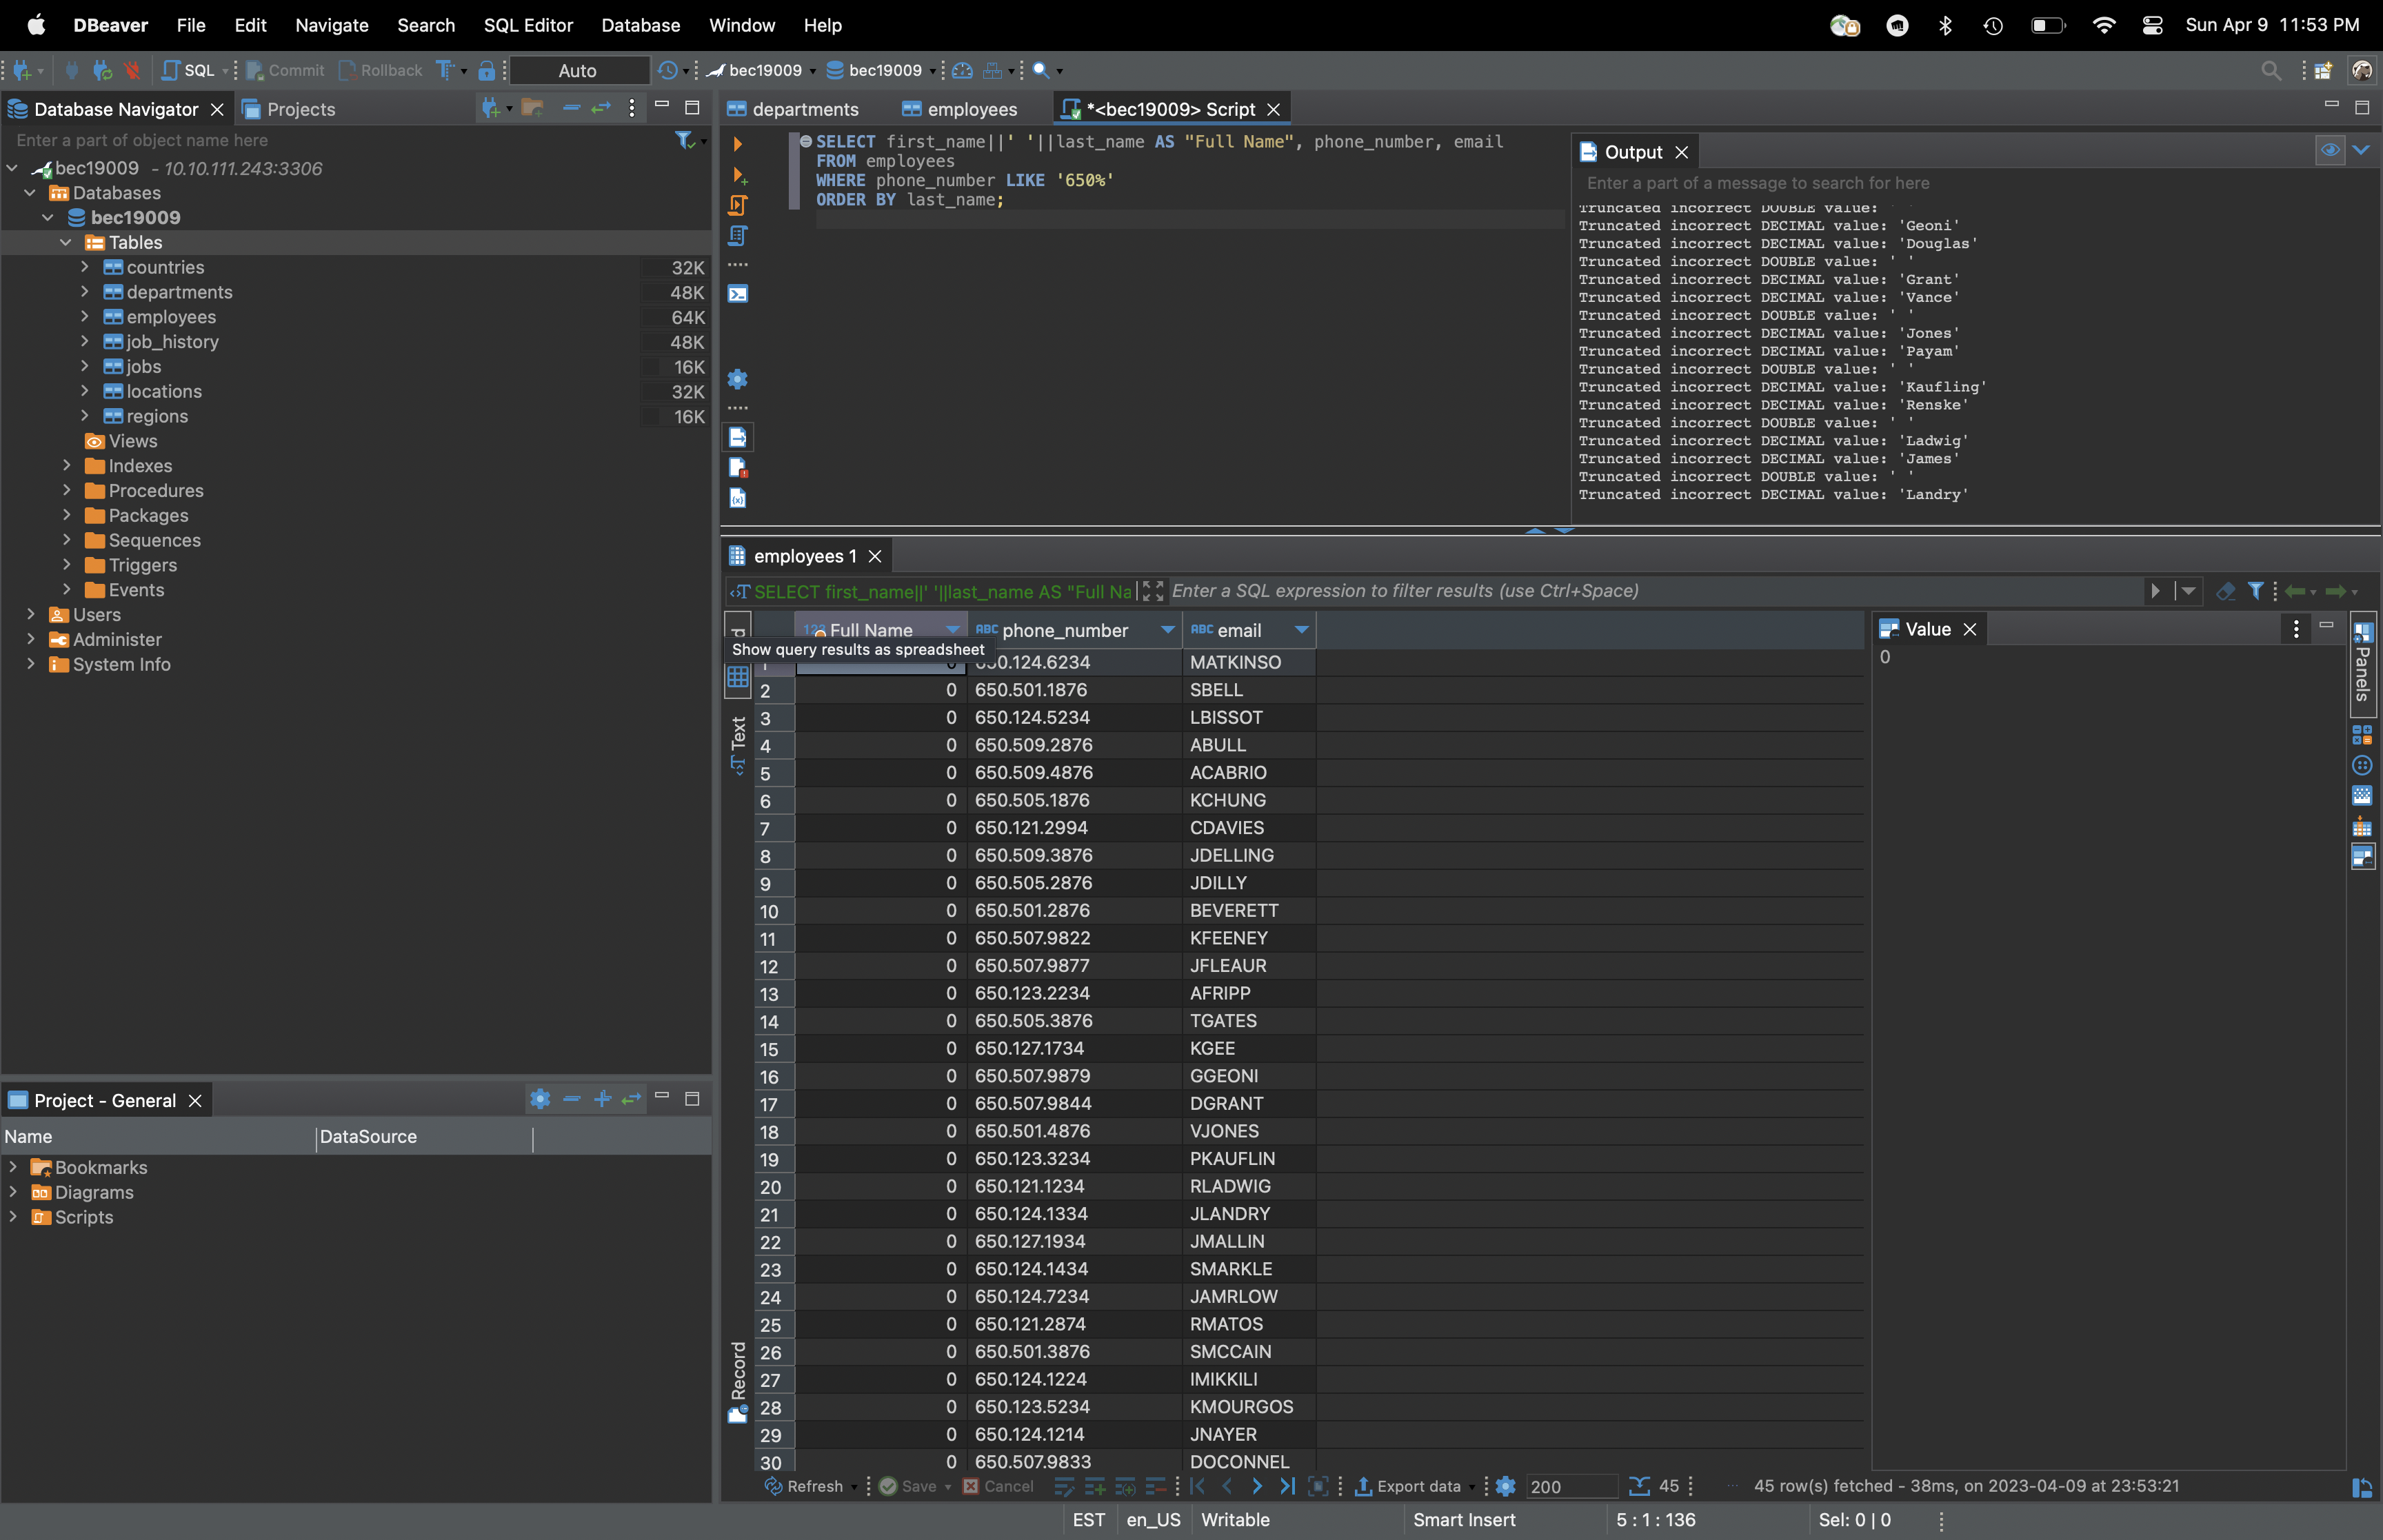 DBeaver File Edit Navigate Search SQL Editor Database Window Help Sun Apr 9 11:53 PM
SQL Commit Rollback Auto bec19009 bec19009
Database Navigator Projects
Enter a part of object name here
bec19009 - 10.10.111.243:3306
Databases
bec19009
Tables
countries 32K
departments 48K
employees 64K
job_history 48K
jobs 16K
locations 32K
regions 16K
Views
Indexes
Procedures
Packages
Sequences
Triggers
Events
Users
Administer
System Info
Project - General
Name DataSource
Bookmarks
Diagrams
Scripts
departments employees *<bec19009> Script
SELECT first_name||' '||last_name AS "Full Name", phone_number, email
FROM employees
WHERE phone_number LIKE '650%'
ORDER BY last_name;
Output
Enter a part of a message to search for here
Truncated incorrect DOUBLE value: ' '
Truncated incorrect DECIMAL value: 'Geoni'
Truncated incorrect DECIMAL value: 'Douglas'
Truncated incorrect DOUBLE value: ' '
Truncated incorrect DECIMAL value: 'Grant'
Truncated incorrect DECIMAL value: 'Vance'
Truncated incorrect DOUBLE value: ' '
Truncated incorrect DECIMAL value: 'Jones'
Truncated incorrect DECIMAL value: 'Payam'
Truncated incorrect DOUBLE value: ' '
Truncated incorrect DECIMAL value: 'Kaufling'
Truncated incorrect DECIMAL value: 'Renske'
Truncated incorrect DOUBLE value: ' '
Truncated incorrect DECIMAL value: 'Ladwig'
Truncated incorrect DECIMAL value: 'James'
Truncated incorrect DOUBLE value: ' '
Truncated incorrect DECIMAL value: 'Landry'
employees 1
SELECT first_name||' '||last_name AS "Full Na Enter a SQL expression to filter results (use Ctrl+Space)
123 Full Name ABC phone_number ABC email
Show query results as spreadsheet
1 0 650.124.6234 MATKINSO
2 0 650.501.1876 SBELL
3 0 650.124.5234 LBISSOT
4 0 650.509.2876 ABULL
5 0 650.509.4876 ACABRIO
6 0 650.505.1876 KCHUNG
7 0 650.121.2994 CDAVIES
8 0 650.509.3876 JDELLING
9 0 650.505.2876 JDILLY
10 0 650.501.2876 BEVERETT
11 0 650.507.9822 KFEENEY
12 0 650.507.9877 JFLEAUR
13 0 650.123.2234 AFRIPP
14 0 650.505.3876 TGATES
15 0 650.127.1734 KGEE
16 0 650.507.9879 GGEONI
17 0 650.507.9844 DGRANT
18 0 650.501.4876 VJONES
19 0 650.123.3234 PKAUFLIN
20 0 650.121.1234 RLADWIG
21 0 650.124.1334 JLANDRY
22 0 650.127.1934 JMALLIN
23 0 650.124.1434 SMARKLE
24 0 650.124.7234 JAMRLOW
25 0 650.121.2874 RMATOS
26 0 650.501.3876 SMCCAIN
27 0 650.124.1224 IMIKKILI
28 0 650.123.5234 KMOURGOS
29 0 650.124.1214 JNAYER
30 0 650.507.9833 DOCONNEL
Text
Record
Value
0
Panels
Refresh Save Cancel Export data 200 45 45 row(s) fetched - 38ms, on 2023-04-09 at 23:53:21
EST en_US Writable Smart Insert 5 : 1 : 136 Sel: 0 | 0